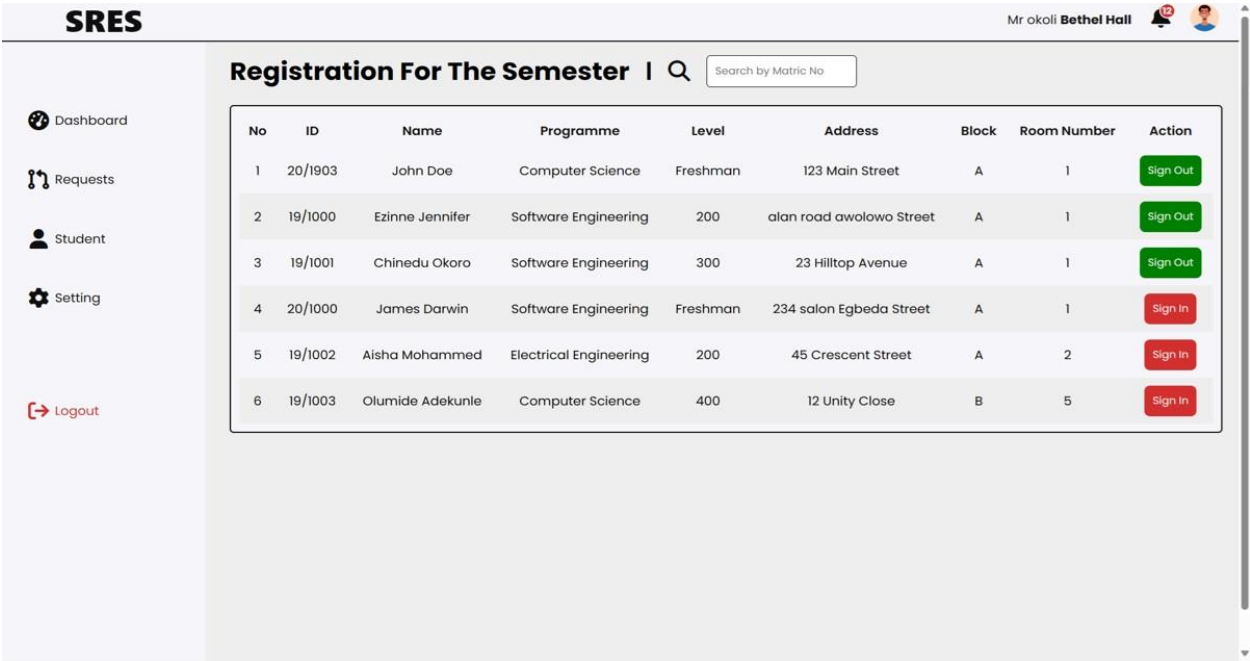 SRES
Mr okoli Bethel Hall 12
Registration For The Semester | Search by Matric No
Dashboard
Requests
Student
Setting
Logout
No ID Name Programme Level Address Block Room Number Action
1 20/1903 John Doe Computer Science Freshman 123 Main Street A 1 Sign Out
2 19/1000 Ezinne Jennifer Software Engineering 200 alan road awolowo Street A 1 Sign Out
3 19/1001 Chinedu Okoro Software Engineering 300 23 Hilltop Avenue A 1 Sign Out
4 20/1000 James Darwin Software Engineering Freshman 234 salon Egbeda Street A 1 Sign In
5 19/1002 Aisha Mohammed Electrical Engineering 200 45 Crescent Street A 2 Sign In
6 19/1003 Olumide Adekunle Computer Science 400 12 Unity Close B 5 Sign In